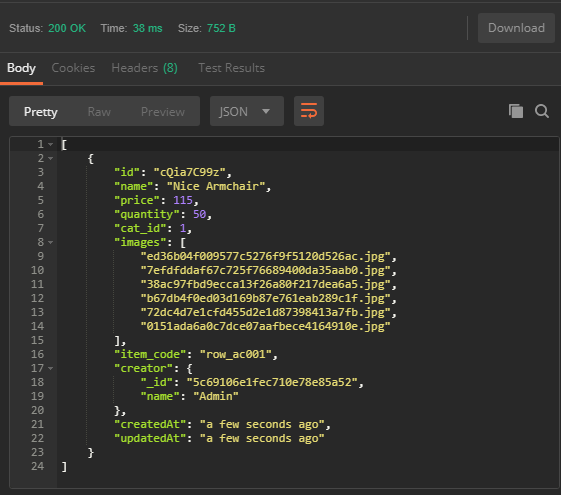 Status: 200 OK Time: 38 ms Size: 752 B Download
Body Cookies Headers (8) Test Results
Pretty Raw Preview JSON
1 [
2 {
3 "id": "cQia7C99z",
4 "name": "Nice Armchair",
5 "price": 115,
6 "quantity": 50,
7 "cat_id": 1,
8 "images": [
9 "ed36b04f009577c5276f9f5120d526ac.jpg",
10 "7efdfddaf67c725f76689400da35aab0.jpg",
11 "38ac97fbd9ecca13f26a80f217dea6a5.jpg",
12 "b67db4f0ed03d169b87e761eab289c1f.jpg",
13 "72dc4d7e1cfd455d2e1d87398413a7fb.jpg",
14 "0151ada6a0c7dce07aafbece4164910e.jpg"
15 ],
16 "item_code": "row_ac001",
17 "creator": {
18 "_id": "5c69106e1fec710e78e85a52",
19 "name": "Admin"
20 },
21 "createdAt": "a few seconds ago",
22 "updatedAt": "a few seconds ago"
23 }
24 ]